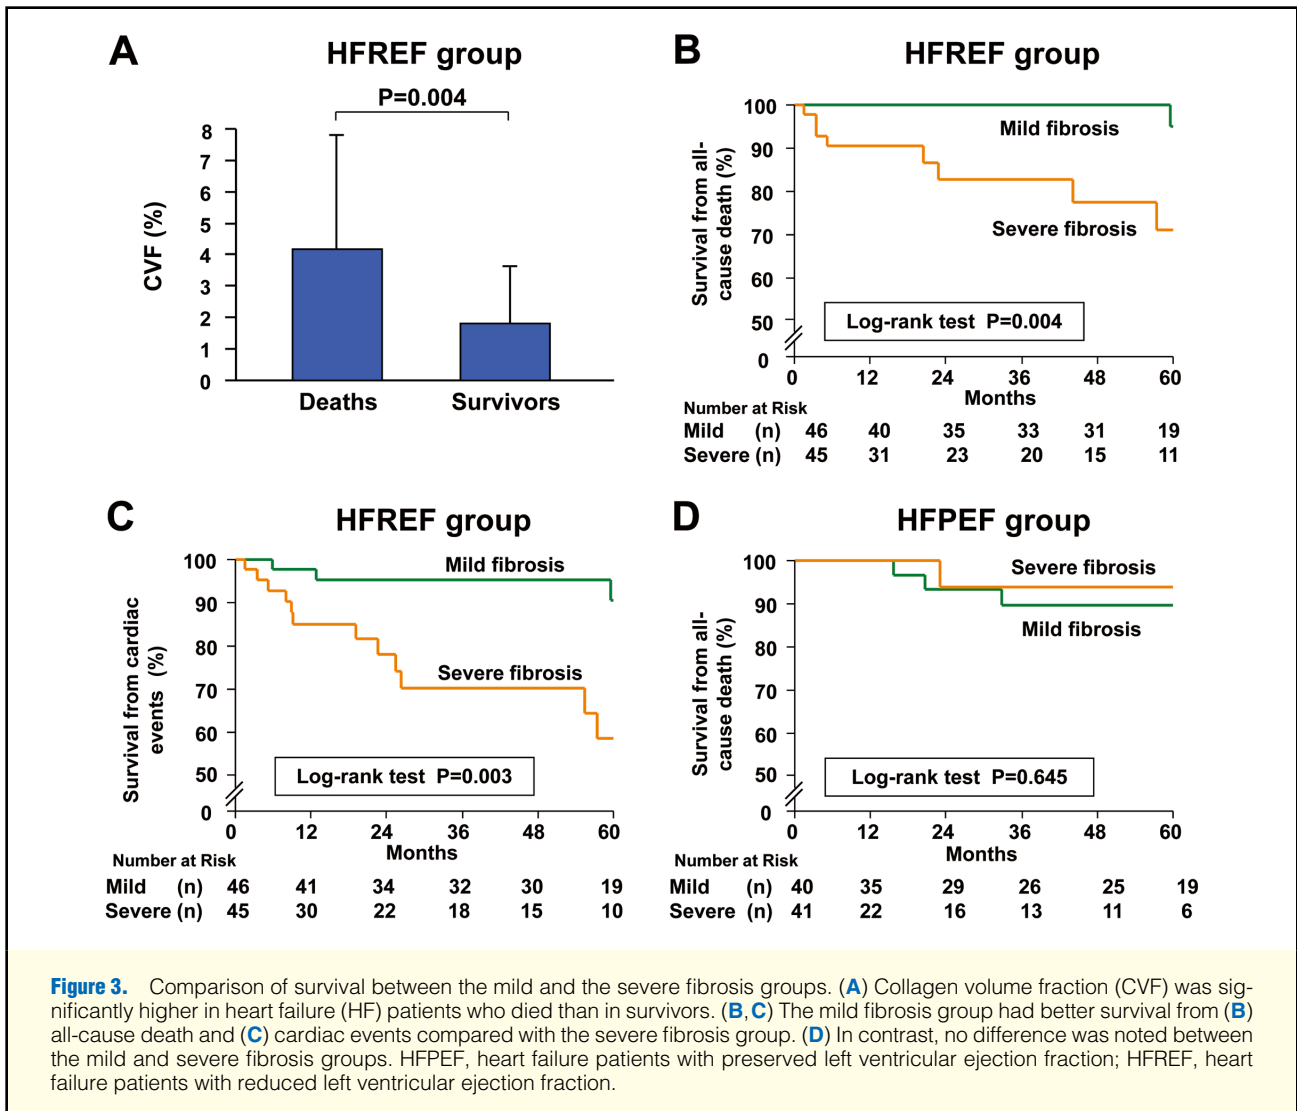 A
HFREF group
P=0.004
CVF (%)
8
7
6
5
4
3
2
1
0
Deaths
Survivors
B
HFREF group
Survival from all-
cause death (%)
100
90
80
70
60
50
0
Mild fibrosis
Severe fibrosis
Log-rank test P=0.004
0 12 24 36 48 60
Months
Number at Risk
Mild (n) 46 40 35 33 31 19
Severe (n) 45 31 23 20 15 11
C
HFREF group
Survival from cardiac
events (%)
100
90
80
70
60
50
0
Mild fibrosis
Severe fibrosis
Log-rank test P=0.003
0 12 24 36 48 60
Months
Number at Risk
Mild (n) 46 41 34 32 30 19
Severe (n) 45 30 22 18 15 10
D
HFPEF group
Survival from all-
cause death (%)
100
90
80
70
60
50
0
Severe fibrosis
Mild fibrosis
Log-rank test P=0.645
0 12 24 36 48 60
Months
Number at Risk
Mild (n) 40 35 29 26 25 19
Severe (n) 41 22 16 13 11 6
Figure 3. Comparison of survival between the mild and the severe fibrosis groups. (A) Collagen volume fraction (CVF) was sig-
nificantly higher in heart failure (HF) patients who died than in survivors. (B,C) The mild fibrosis group had better survival from (B)
all-cause death and (C) cardiac events compared with the severe fibrosis group. (D) In contrast, no difference was noted between
the mild and severe fibrosis groups. HFPEF, heart failure patients with preserved left ventricular ejection fraction; HFREF, heart
failure patients with reduced left ventricular ejection fraction.